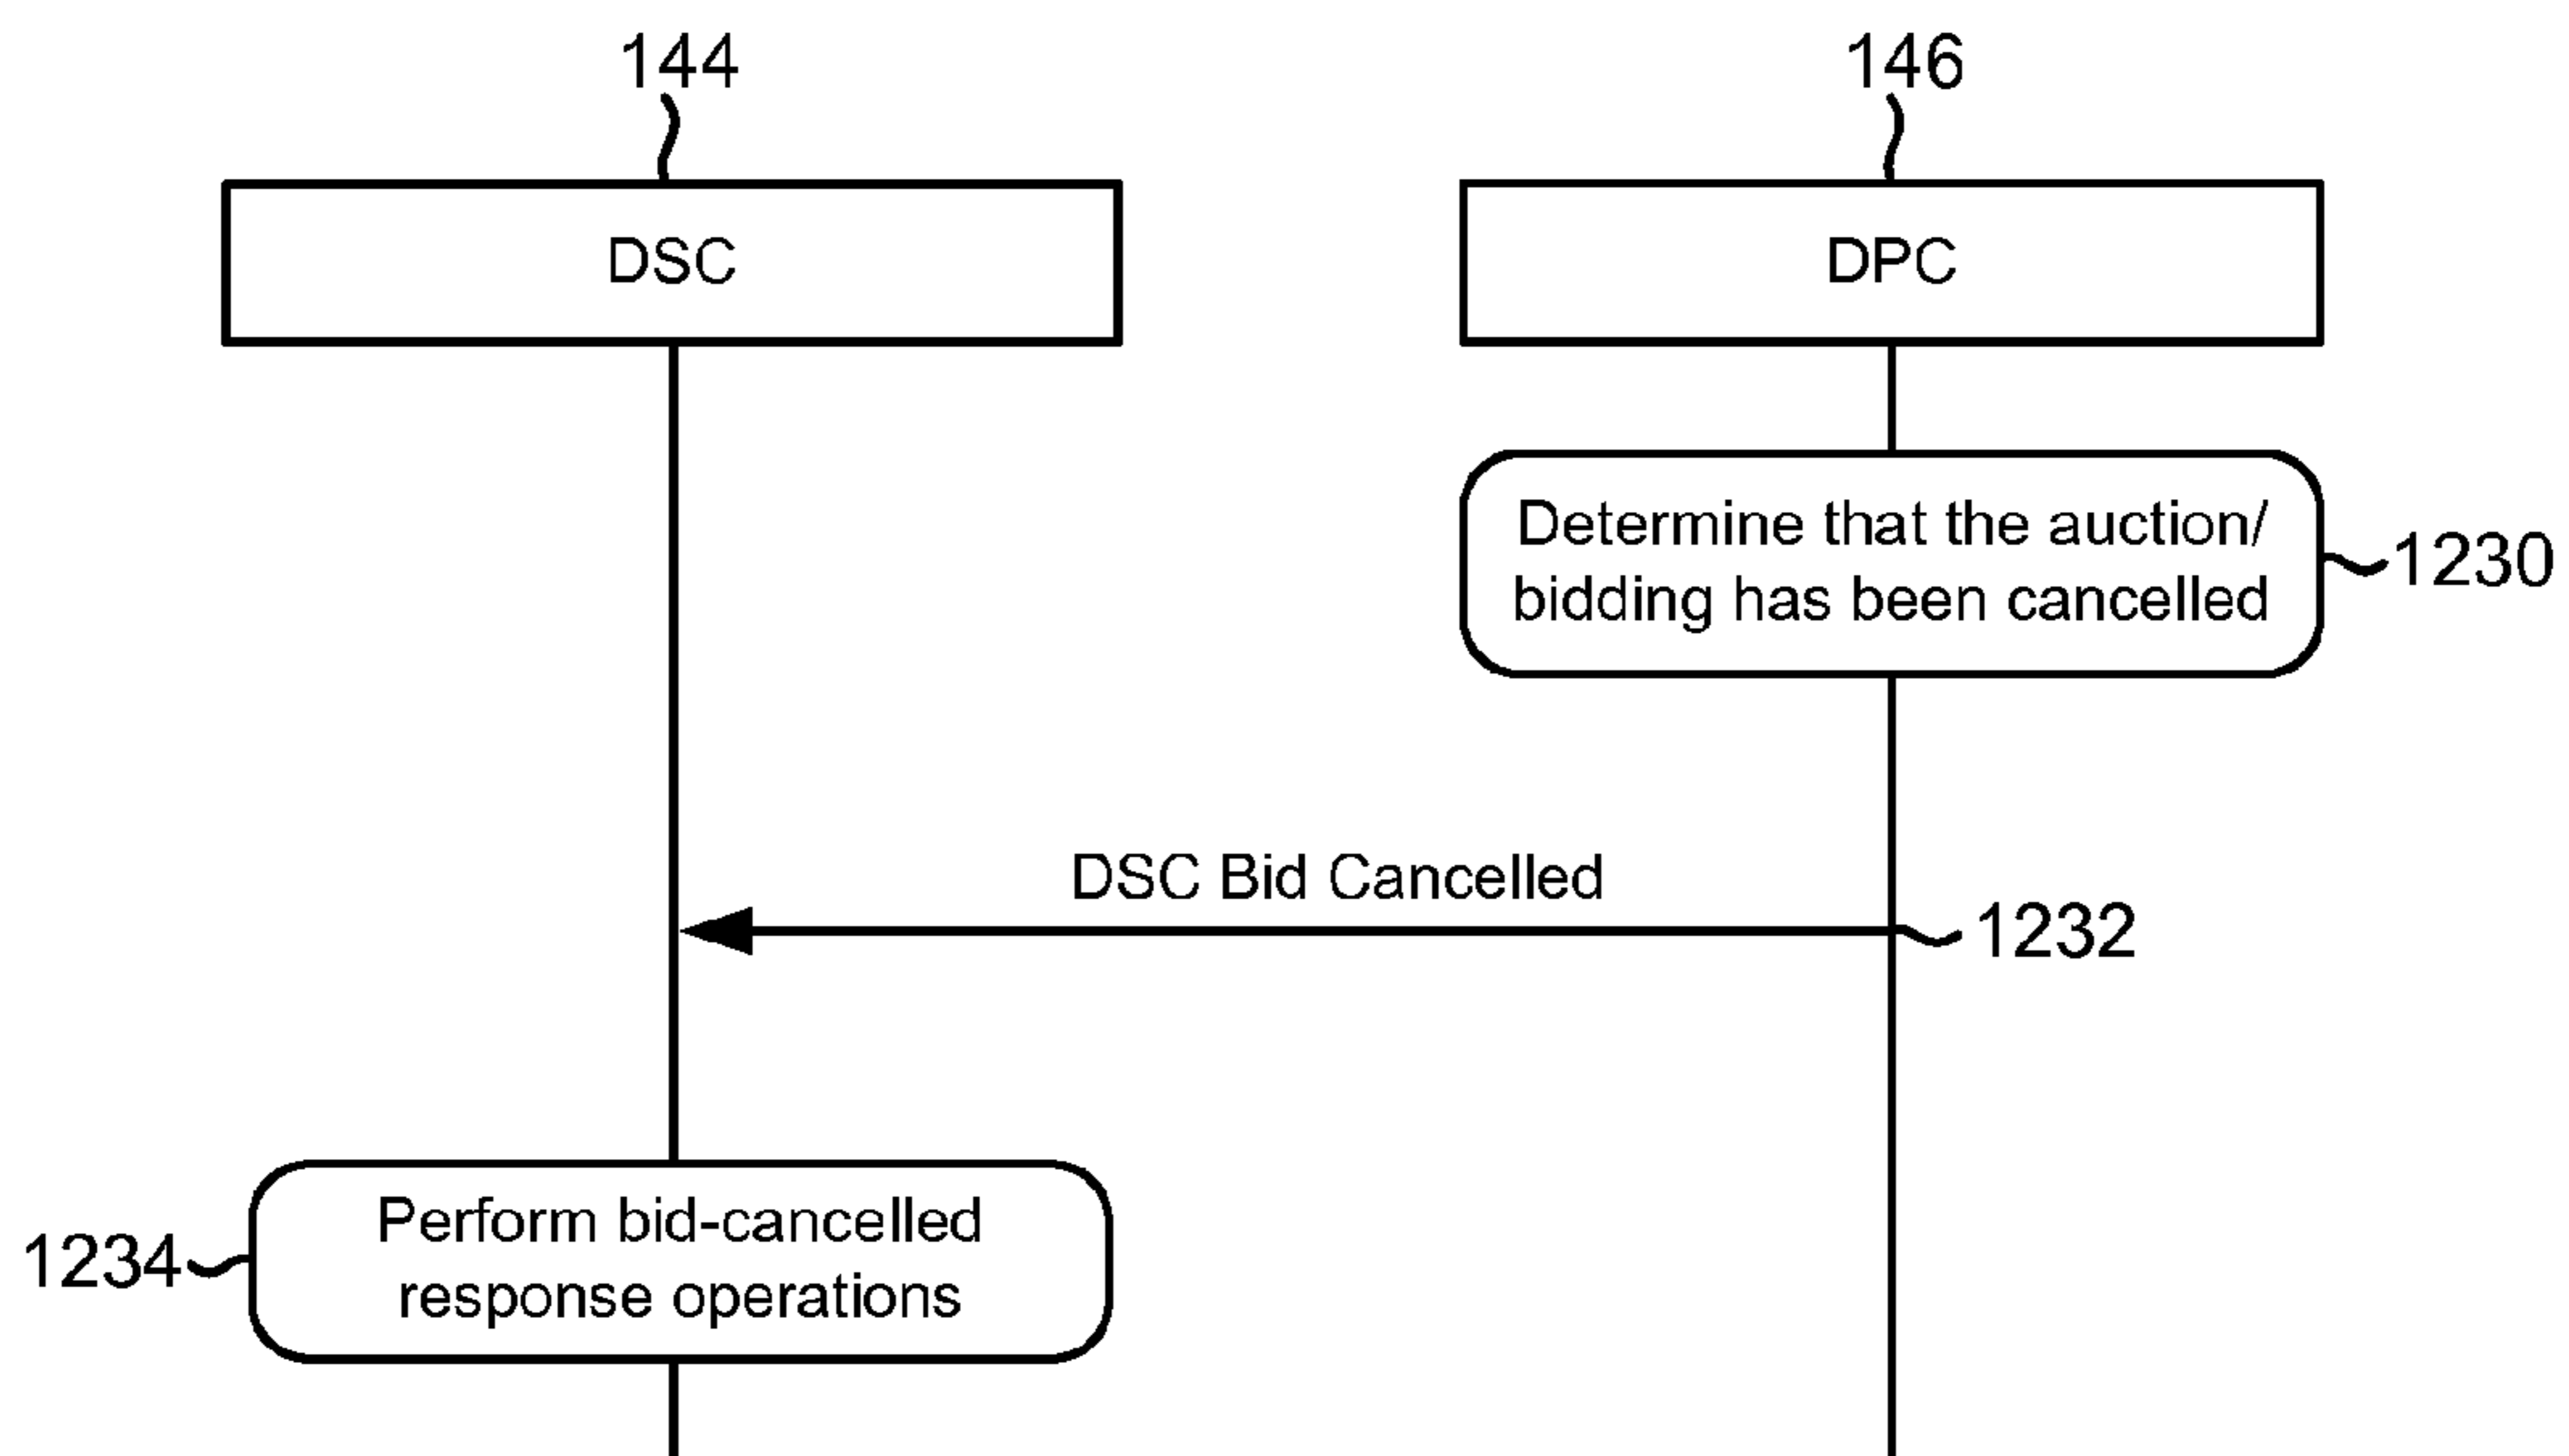 144
146
DSC
DPC
Determine that the auction/
bidding has been cancelled
1230
DSC Bid Cancelled
1232
Perform bid-cancelled
response operations
1234